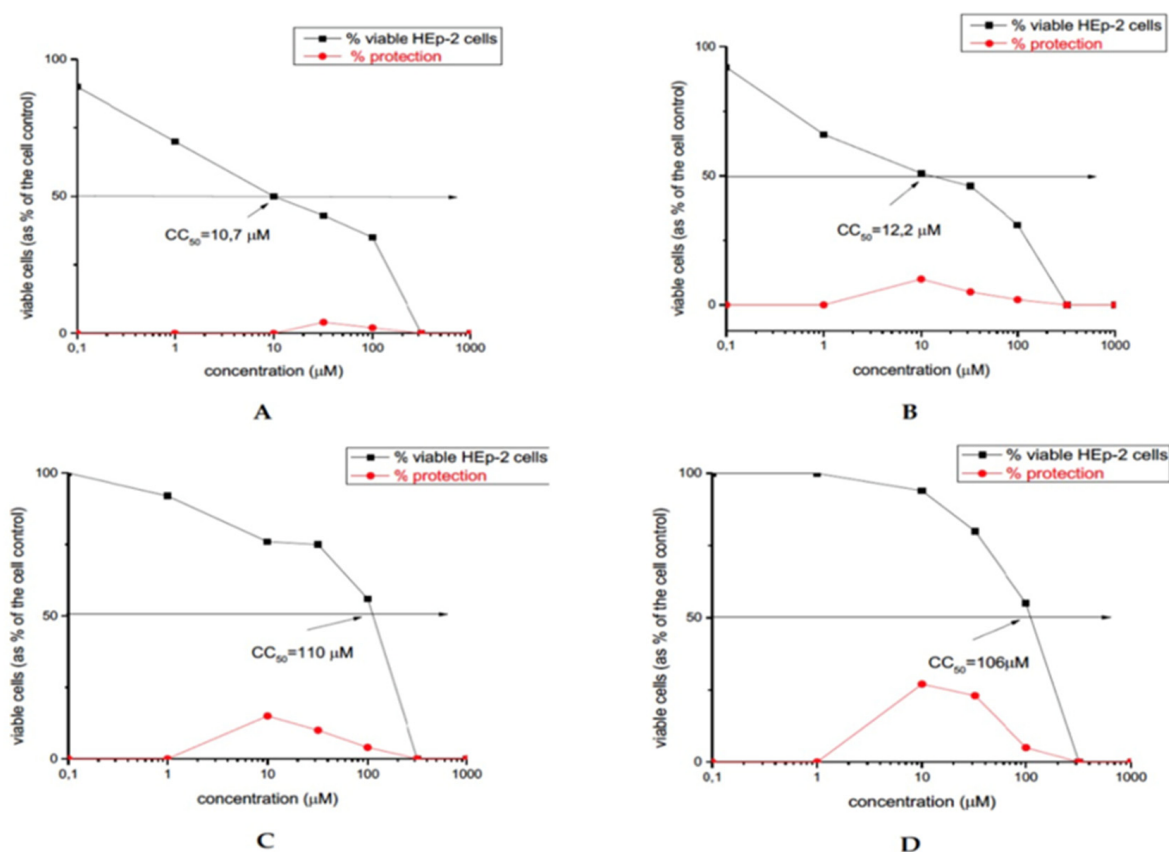 % viable HEp-2 cells
% protection
100
50
0
viable cells (as % of the cell control)
CC₅₀=10,7 μM
0,1 1 10 100 1000
concentration (μM)
A
% viable HEp-2 cells
% protection
100
50
0
viable cells (as % of the cell control)
CC₅₀=12,2 μM
0,1 1 10 100 1000
concentration (μM)
B
% viable HEp-2 cells
% protection
100
50
0
viable cells (as % of the cell control)
CC₅₀=110 μM
0,1 1 10 100 1000
concentration (μM)
C
% viable HEp-2 cells
% protection
100
50
0
viable cells (as % of the cell control)
CC₅₀=106μM
0,1 1 10 100 1000
concentration (μM)
D